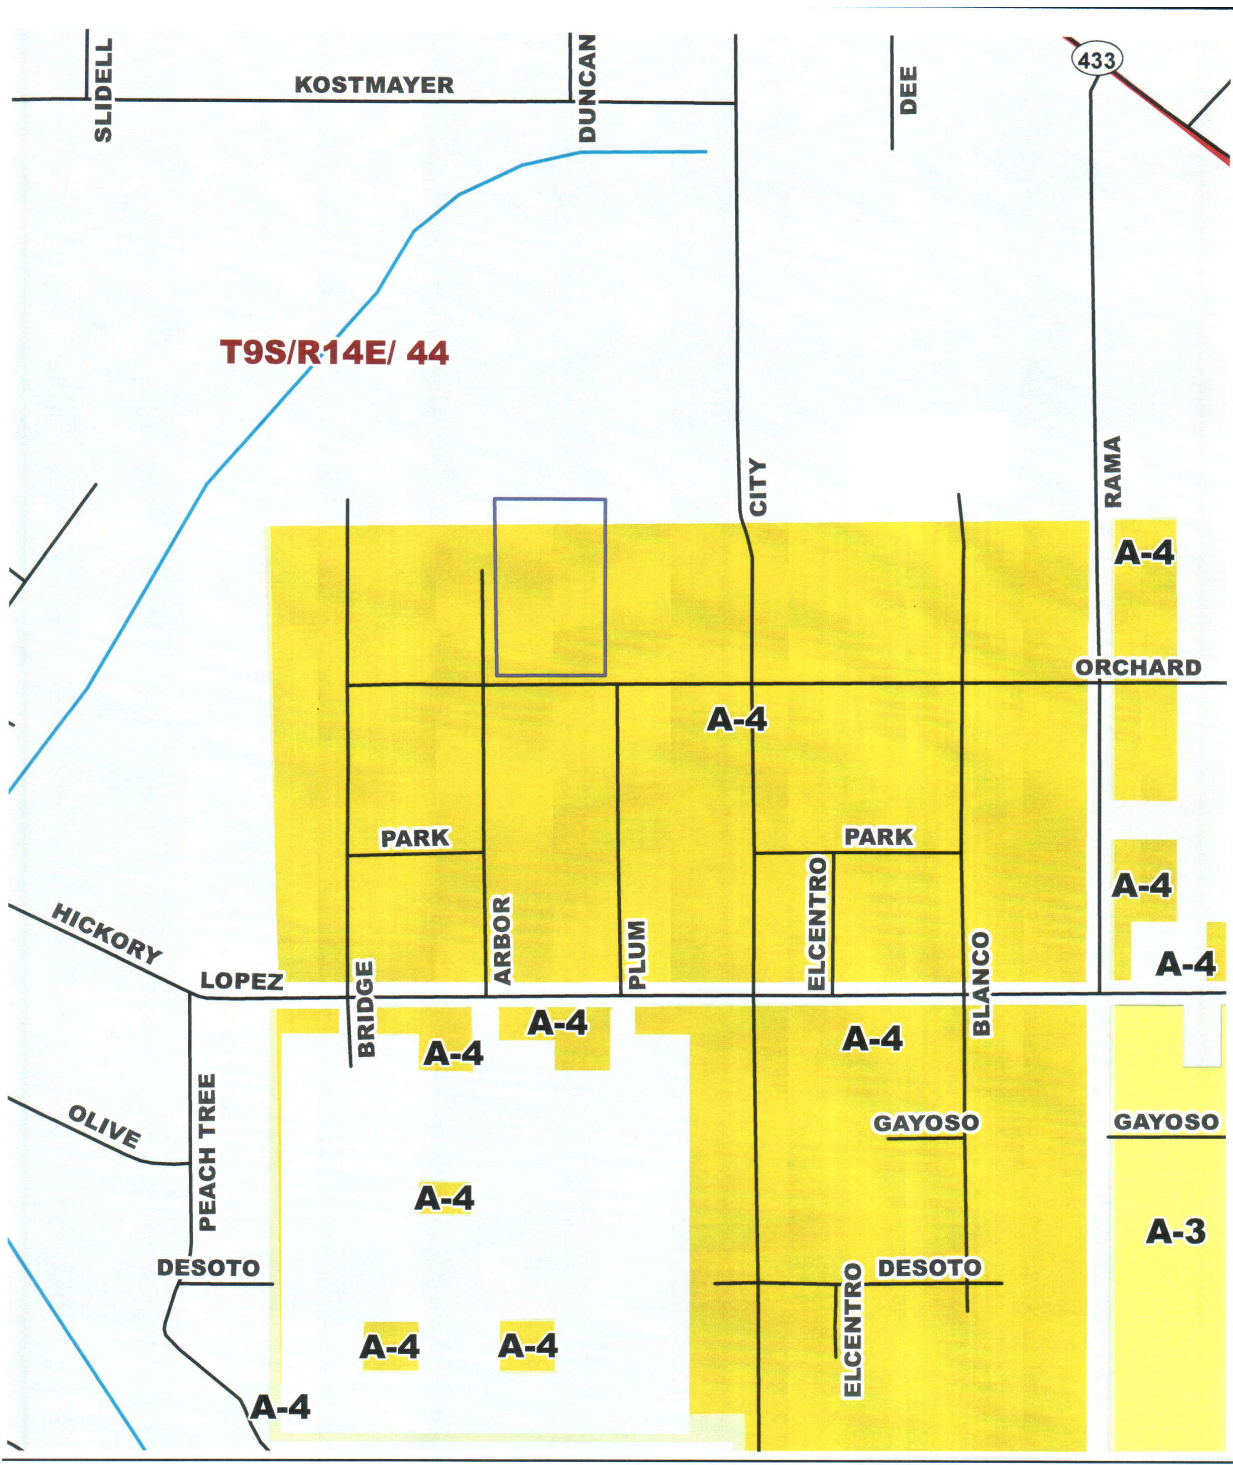 SLIDELL
KOSTMAYER
DUNCAN
DEE
433
T9S/R14E/ 44
CITY
RAMA
A-4
ORCHARD
A-4
PARK
PARK
ELCENTRO
A-4
HICKORY
ARBOR
PLUM
BLANCO
A-4
LOPEZ
BRIDGE
A-4
A-4
A-4
OLIVE
PEACH TREE
GAYOSO
GAYOSO
A-4
A-3
DESOTO
DESOTO
ELCENTRO
A-4
A-4
A-4